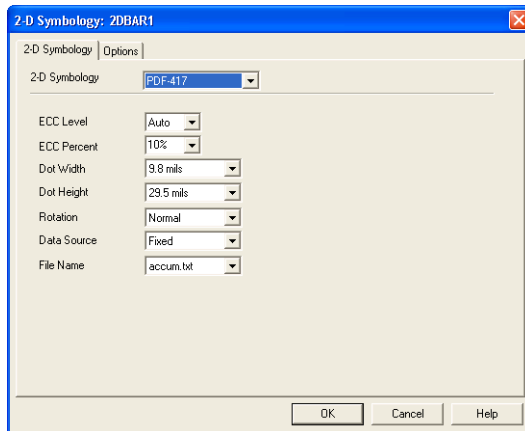 2-D Symbology: 2DBAR1
2-D Symbology Options
2-D Symbology PDF-417
ECC Level Auto
ECC Percent 10%
Dot Width 9.8 mils
Dot Height 29.5 mils
Rotation Normal
Data Source Fixed
File Name accum.txt
OK Cancel Help